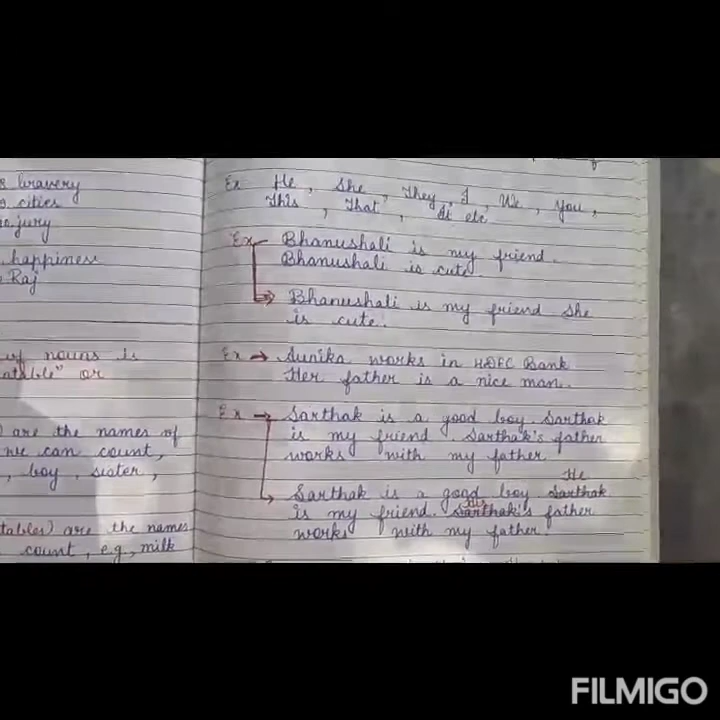 bravery
cities
jury
happiness
Raj
of nouns is
or
are the names of
we can count,
, boy, sister,
are the names
count, e.g., milk
Ex He, She, They, I, We, You,
This, That, It etc
Ex Bhanushali is my friend.
Bhanushali is cute.
→ Bhanushali is my friend She
is cute.
Ex → Sunika works in HDFC Bank
Her father is a nice man.
Ex → Sarthak is a good boy. Sarthak
is my friend. Sarthak's father
works with my father.
He
→ Sarthak is a good boy Sarthak
His
is my friend. Sarthak's father
works with my father.
FILMIGO